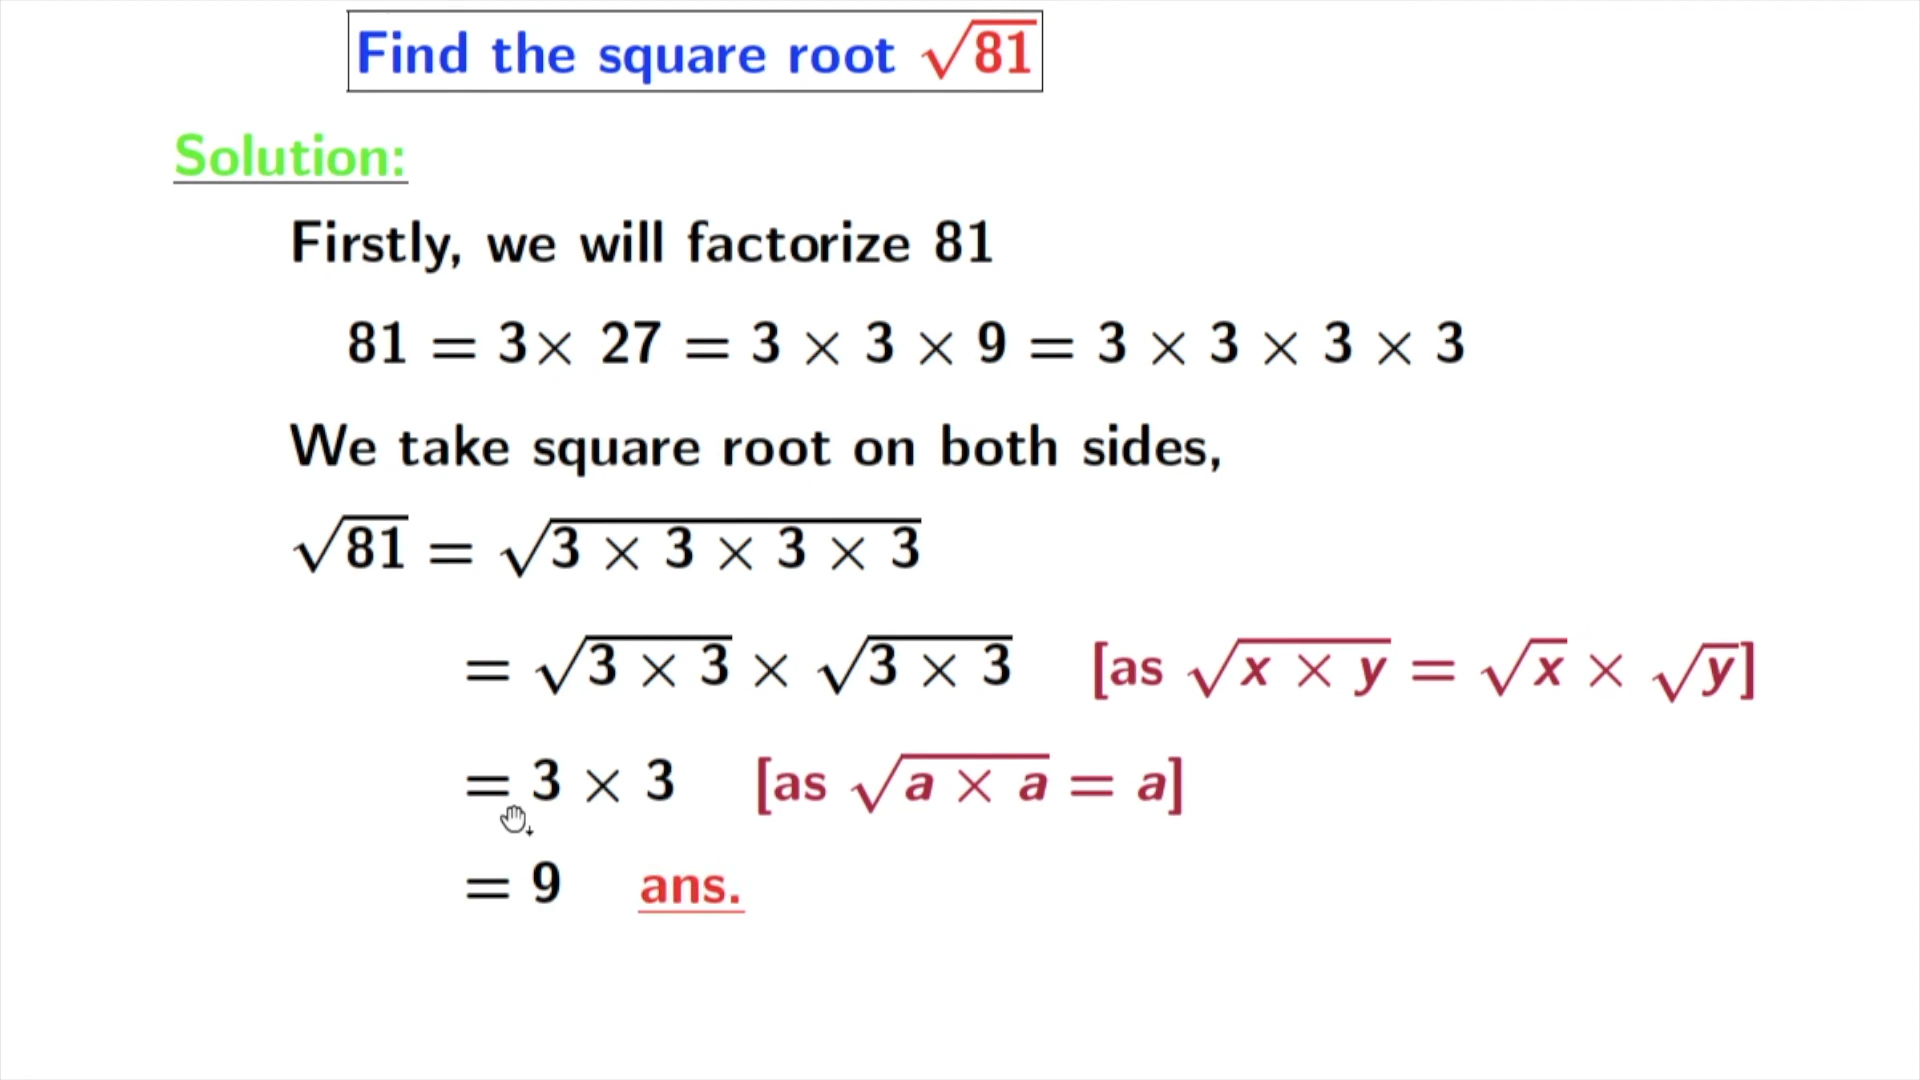 Find the square root √81
Solution:
Firstly, we will factorize 81
81 = 3× 27 = 3 × 3 × 9 = 3 × 3 × 3 × 3
We take square root on both sides,
√81 = √3 × 3 × 3 × 3
= √3 × 3 × √3 × 3 [as √x × y = √x × √y]
= 3 × 3 [as √a × a = a]
= 9 ans.